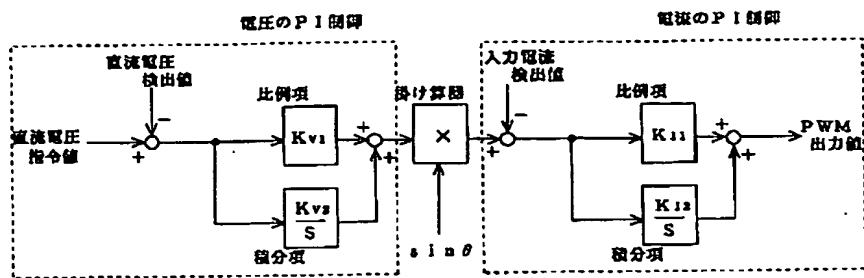 電圧のPI制御
電流のPI制御
直流電圧
検出値
入力電流
検出値
比例項
掛け算器
比例項
直流電圧
指令値
−
+
Kv1
+
+
×
−
+
KI1
+
+
PWM
出力値
Kv2
S
KI2
S
積分項
sinθ
積分項